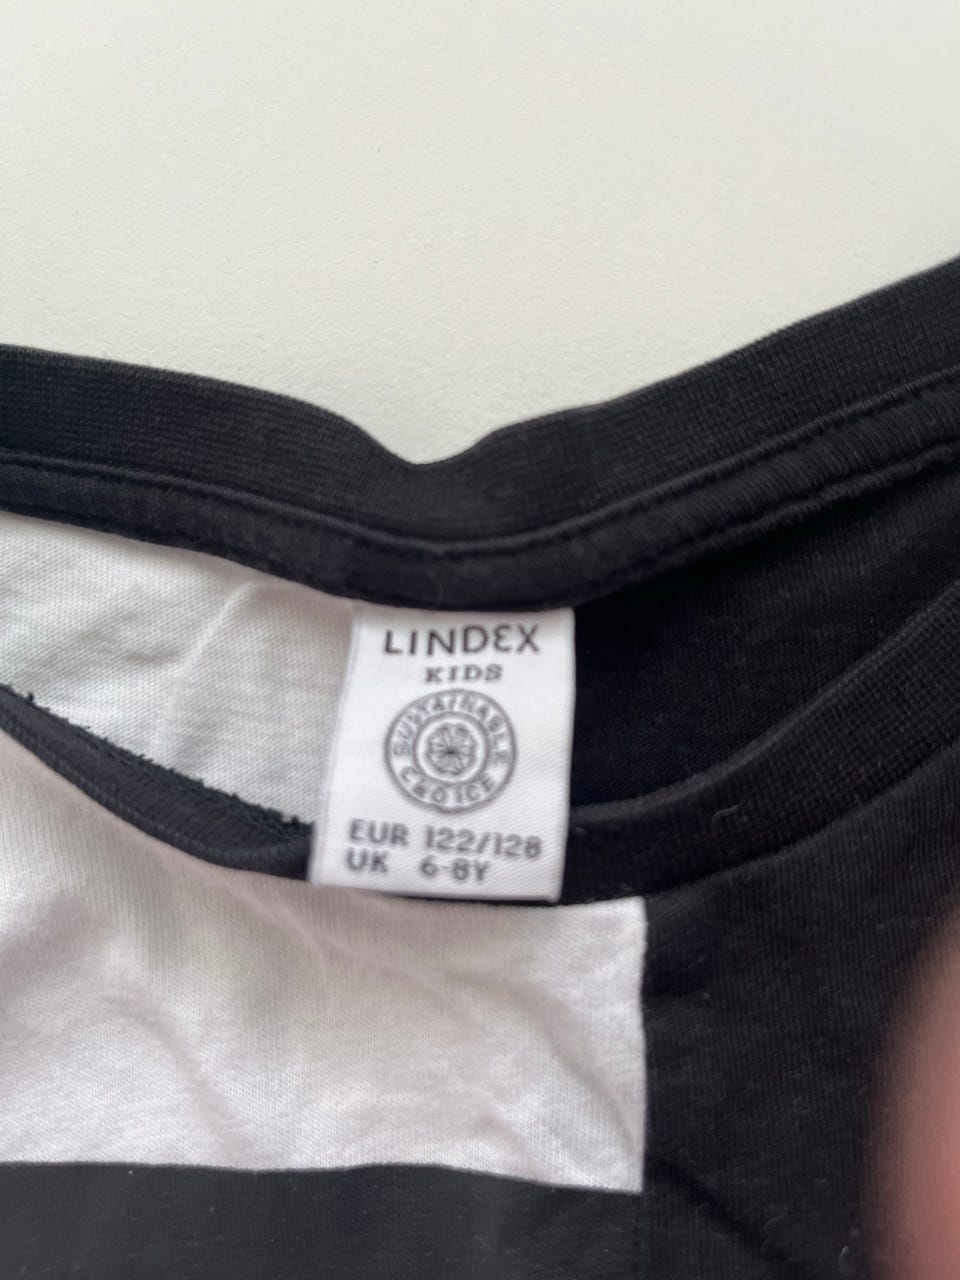 LINDEX
KIDS
SUSTAINABLE
CHOICE
EUR 122/128
UK 6-8Y